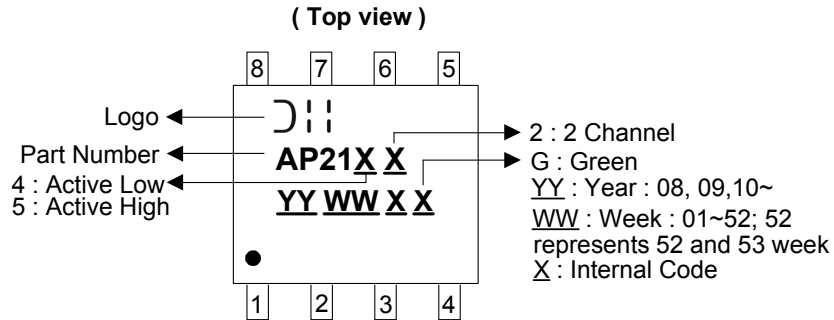 ( Top view )
8 7 6 5
Logo
Part Number
4 : Active Low
5 : Active High
AP21X X
YY WW X X
2 : 2 Channel
G : Green
YY : Year : 08, 09,10~
WW : Week : 01~52; 52
represents 52 and 53 week
X : Internal Code
1 2 3 4